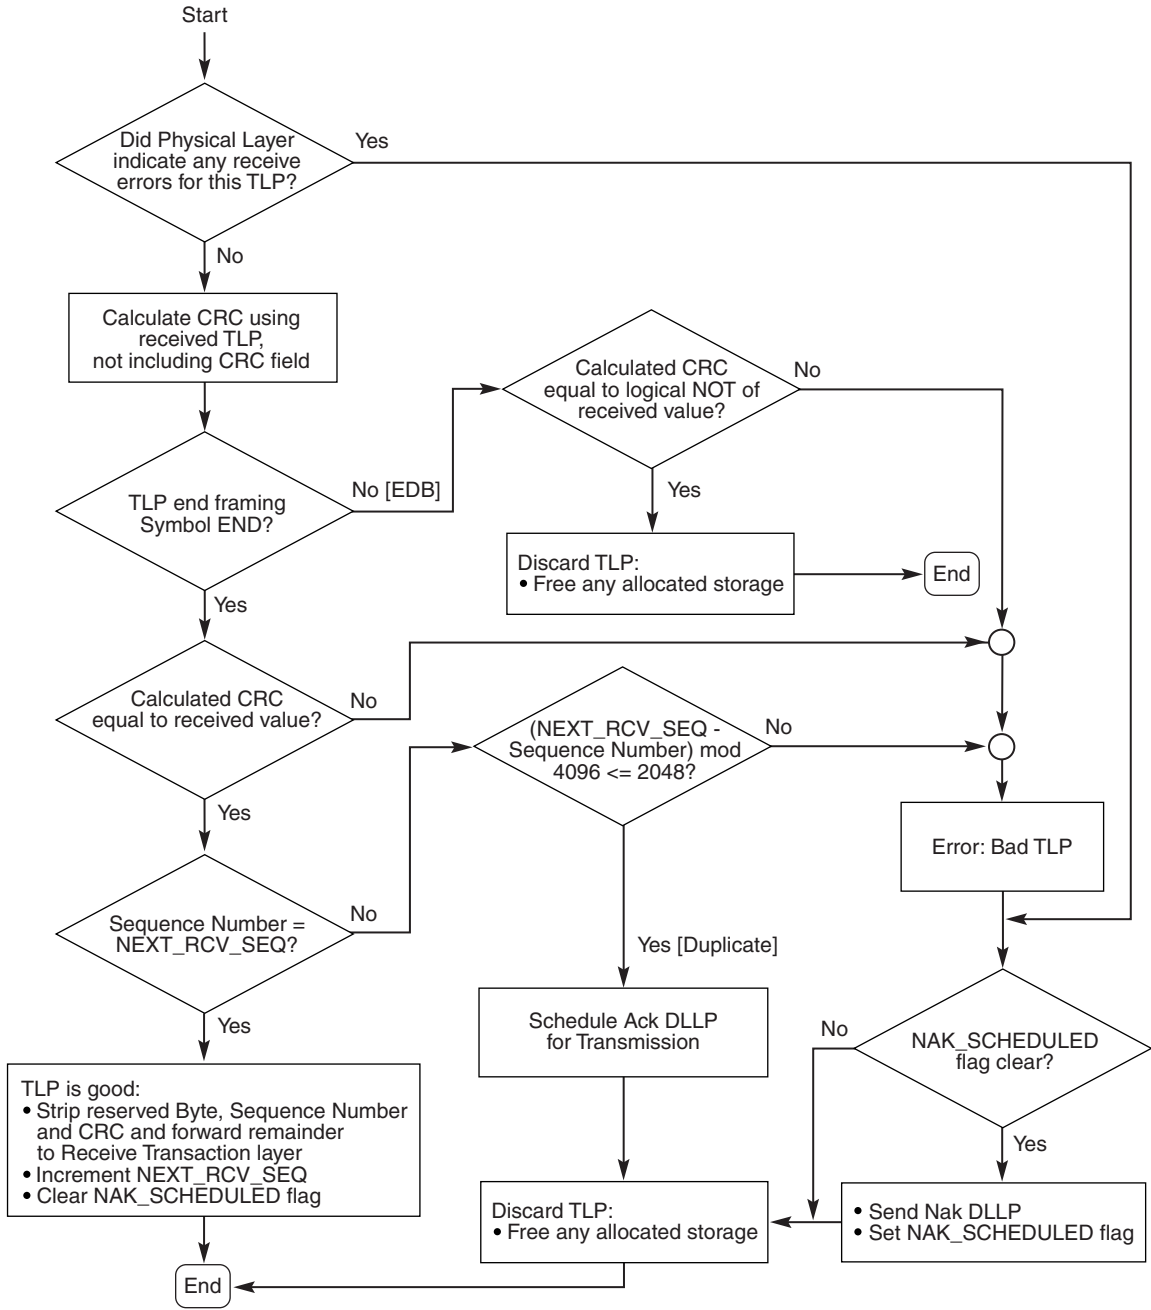 Start
Did Physical Layer
indicate any receive
errors for this TLP?
Yes
No
Calculate CRC using
received TLP,
not including CRC field
Calculated CRC
equal to logical NOT of
received value?
No
TLP end framing
Symbol END?
No [EDB]
Yes
Discard TLP:
• Free any allocated storage
End
Yes
Calculated CRC
equal to received value?
No
(NEXT_RCV_SEQ -
Sequence Number) mod
4096 <= 2048?
No
Yes
Error: Bad TLP
Sequence Number =
NEXT_RCV_SEQ?
No
Yes [Duplicate]
Yes
Schedule Ack DLLP
for Transmission
No
NAK_SCHEDULED
flag clear?
Yes
TLP is good:
• Strip reserved Byte, Sequence Number
and CRC and forward remainder
to Receive Transaction layer
• Increment NEXT_RCV_SEQ
• Clear NAK_SCHEDULED flag
Discard TLP:
• Free any allocated storage
• Send Nak DLLP
• Set NAK_SCHEDULED flag
End